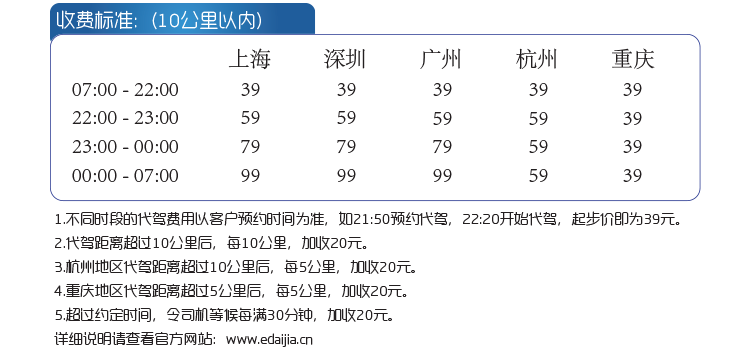 收费标准:（10公里以内）
上海 深圳 广州 杭州 重庆
07:00 - 22:00 39 39 39 39 39
22:00 - 23:00 59 59 59 59 39
23:00 - 00:00 79 79 79 59 39
00:00 - 07:00 99 99 99 59 39
1.不同时段的代驾费用以客户预约时间为准，如21:50预约代驾，22:20开始代驾，起步价即为39元。
2.代驾距离超过10公里后，每10公里，加收20元。
3.杭州地区代驾距离超过10公里后，每5公里，加收20元。
4.重庆地区代驾距离超过5公里后，每5公里，加收20元。
5.超过约定时间，令司机等候每满30分钟，加收20元。
详细说明请查看官方网站：www.edaijia.cn